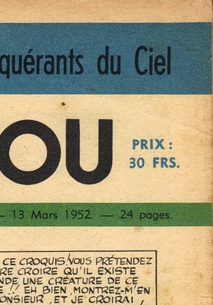 quérants du Ciel
OU
PRIX :
30 FRS.
— 13 Mars 1952. — 24 pages.
CE CROQUIS, VOUS PRÉTENDEZ
RE CROIRE QU'IL EXISTE
NDE UNE CRÉATURE DE CE
!! EH BIEN, MONTREZ-M'EN
ONSIEUR, ET JE CROIRAI,